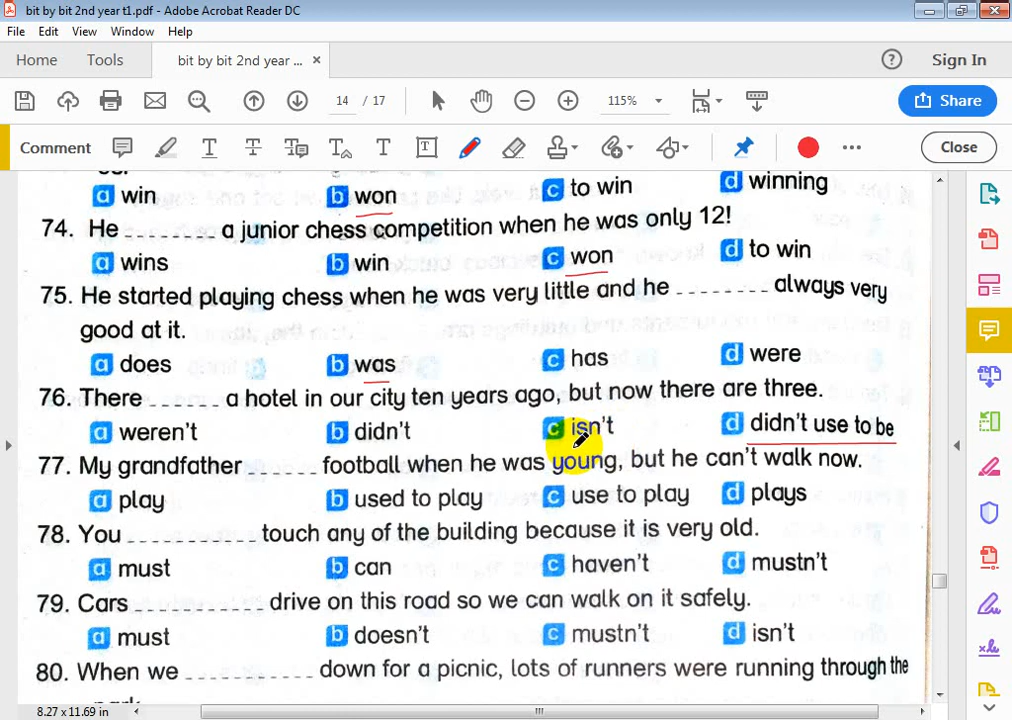 bit by bit 2nd year t1.pdf - Adobe Acrobat Reader DC
File Edit View Window Help
Home Tools bit by bit 2nd year ... × Sign In
14 / 17 115% Share
Comment Close
a win b won c to win d winning
74. He _______ a junior chess competition when he was only 12!
a wins b win c won d to win
75. He started playing chess when he was very little and he _______ always very
good at it.
a does b was c has d were
76. There ______ a hotel in our city ten years ago, but now there are three.
a weren't b didn't c isn't d didn't use to be
77. My grandfather ______ football when he was young, but he can't walk now.
a play b used to play c use to play d plays
78. You ___________ touch any of the building because it is very old.
a must b can c haven't d mustn't
79. Cars ___________ drive on this road so we can walk on it safely.
a must b doesn't c mustn't d isn't
80. When we ___________ down for a picnic, lots of runners were running through the
8.27 x 11.69 in